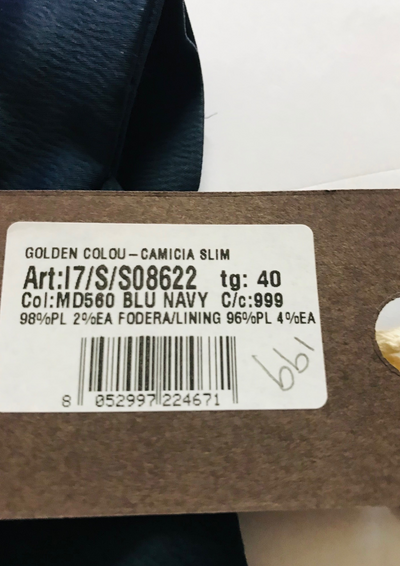 GOLDEN COLOU-CAMICIA SLIM
Art:I7/S/S08622 tg: 40
Col:MD560 BLU NAVY C/c:999
98%PL 2%EA FODERA/LINING 96%PL 4%EA
199
8 052997 224671